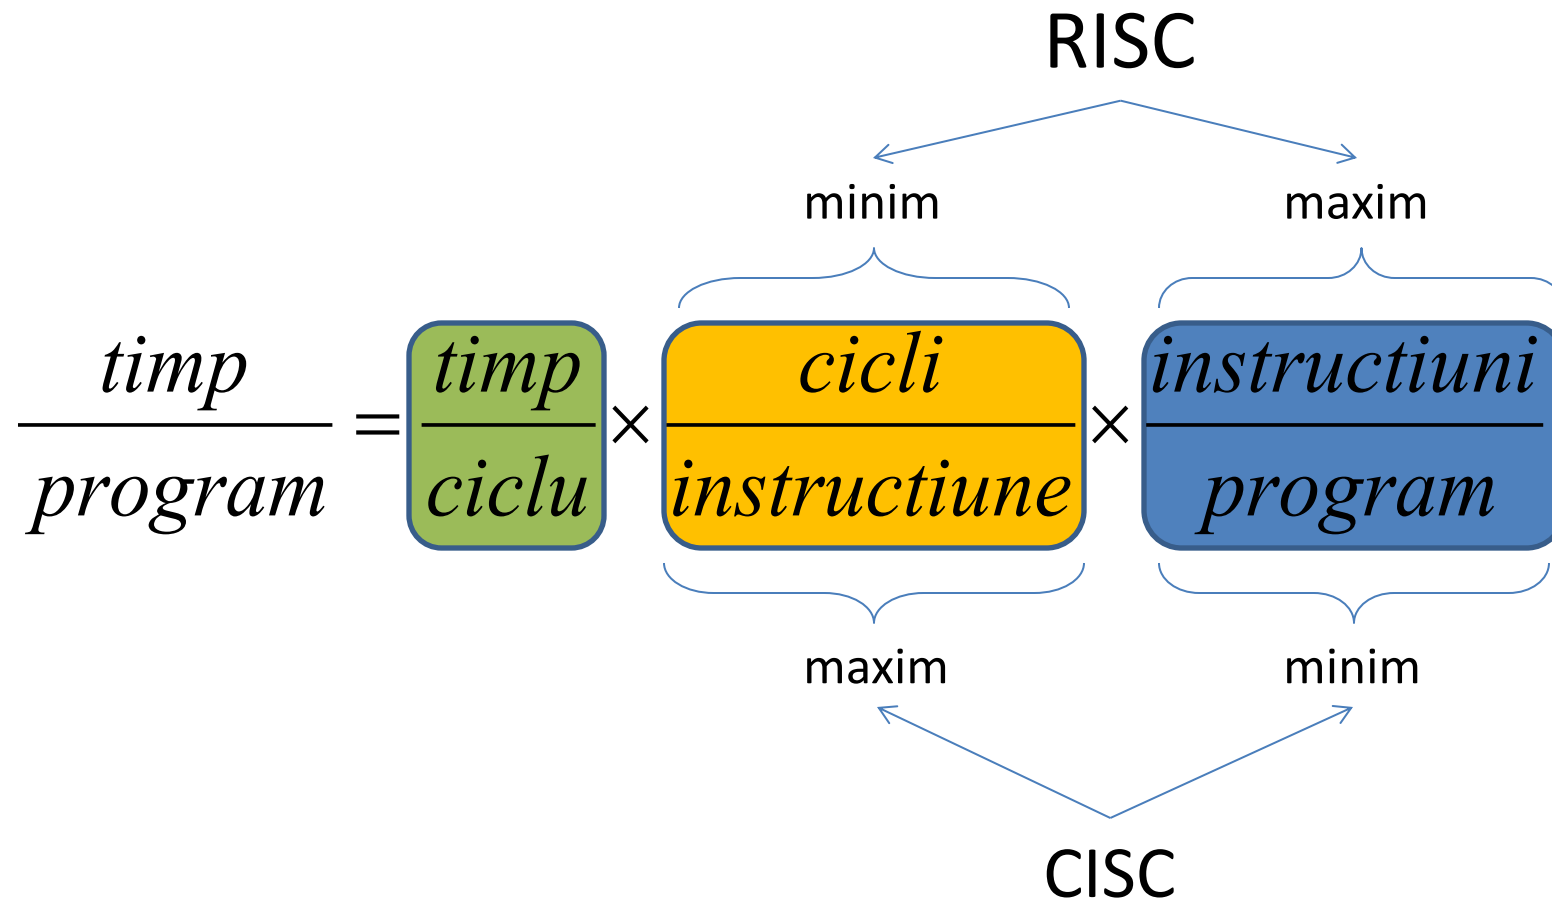 RISC
minim maxim
timp timp cicli instructiuni
= × ×
program ciclu instructiune program
maxim minim
CISC